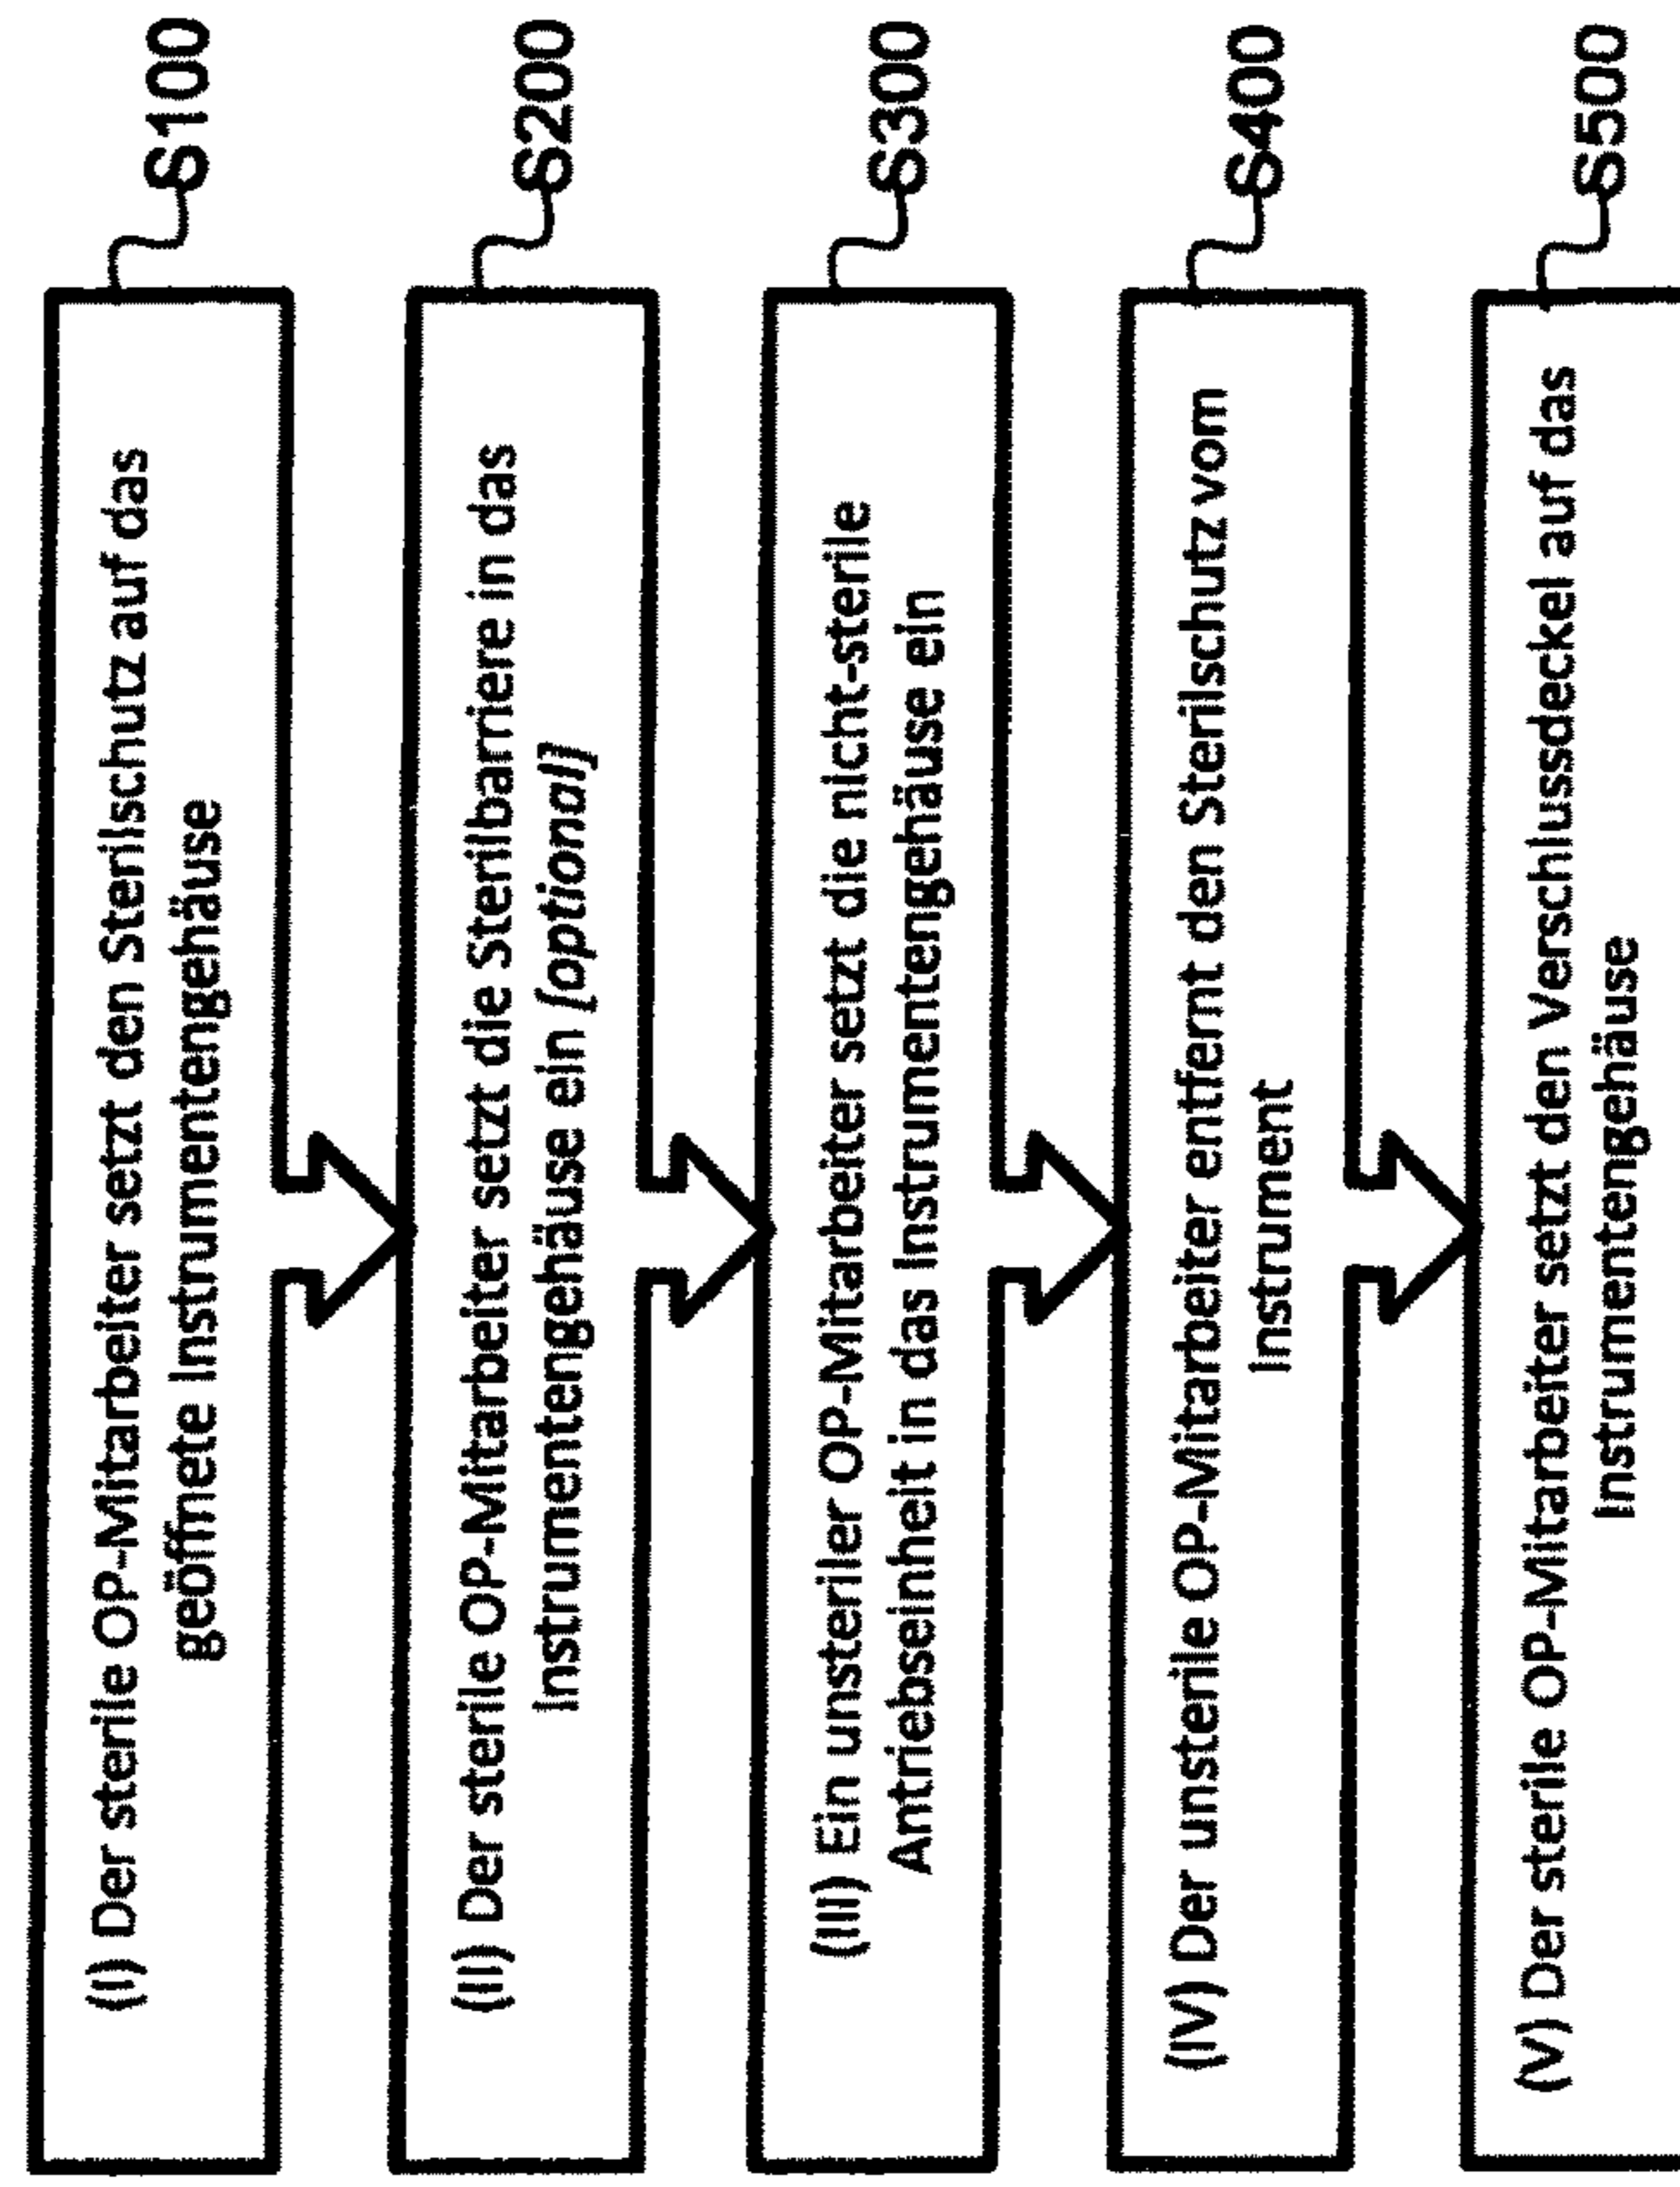 (I) Der sterile OP-Mitarbeiter setzt den Sterilschutz auf das
geöffnete Instrumentengehäuse
S100
(II) Der sterile OP-Mitarbeiter setzt die Sterilbarriere in das
Instrumentengehäuse ein [optional]
S200
(III) Ein unsteriler OP-Mitarbeiter setzt die nicht-sterile
Antriebseinheit in das Instrumentengehäuse ein
S300
(IV) Der unsterile OP-Mitarbeiter entfernt den Sterilschutz vom
Instrument
S400
(V) Der sterile OP-Mitarbeiter setzt den Verschlussdeckel auf das
Instrumentengehäuse
S500